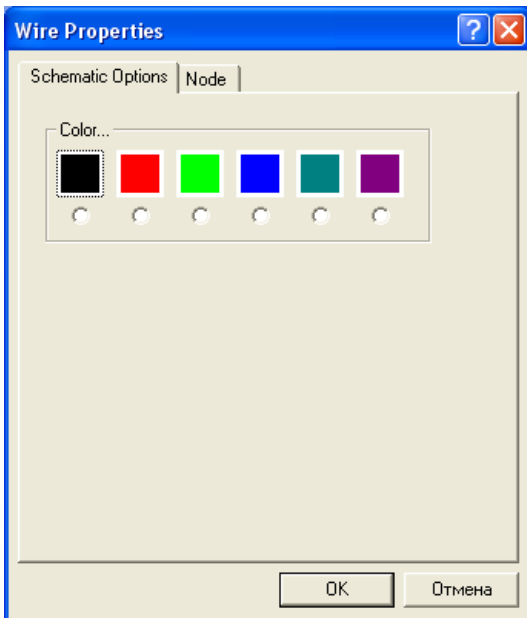 Wire Properties
Schematic Options Node
Color...
OK Отмена